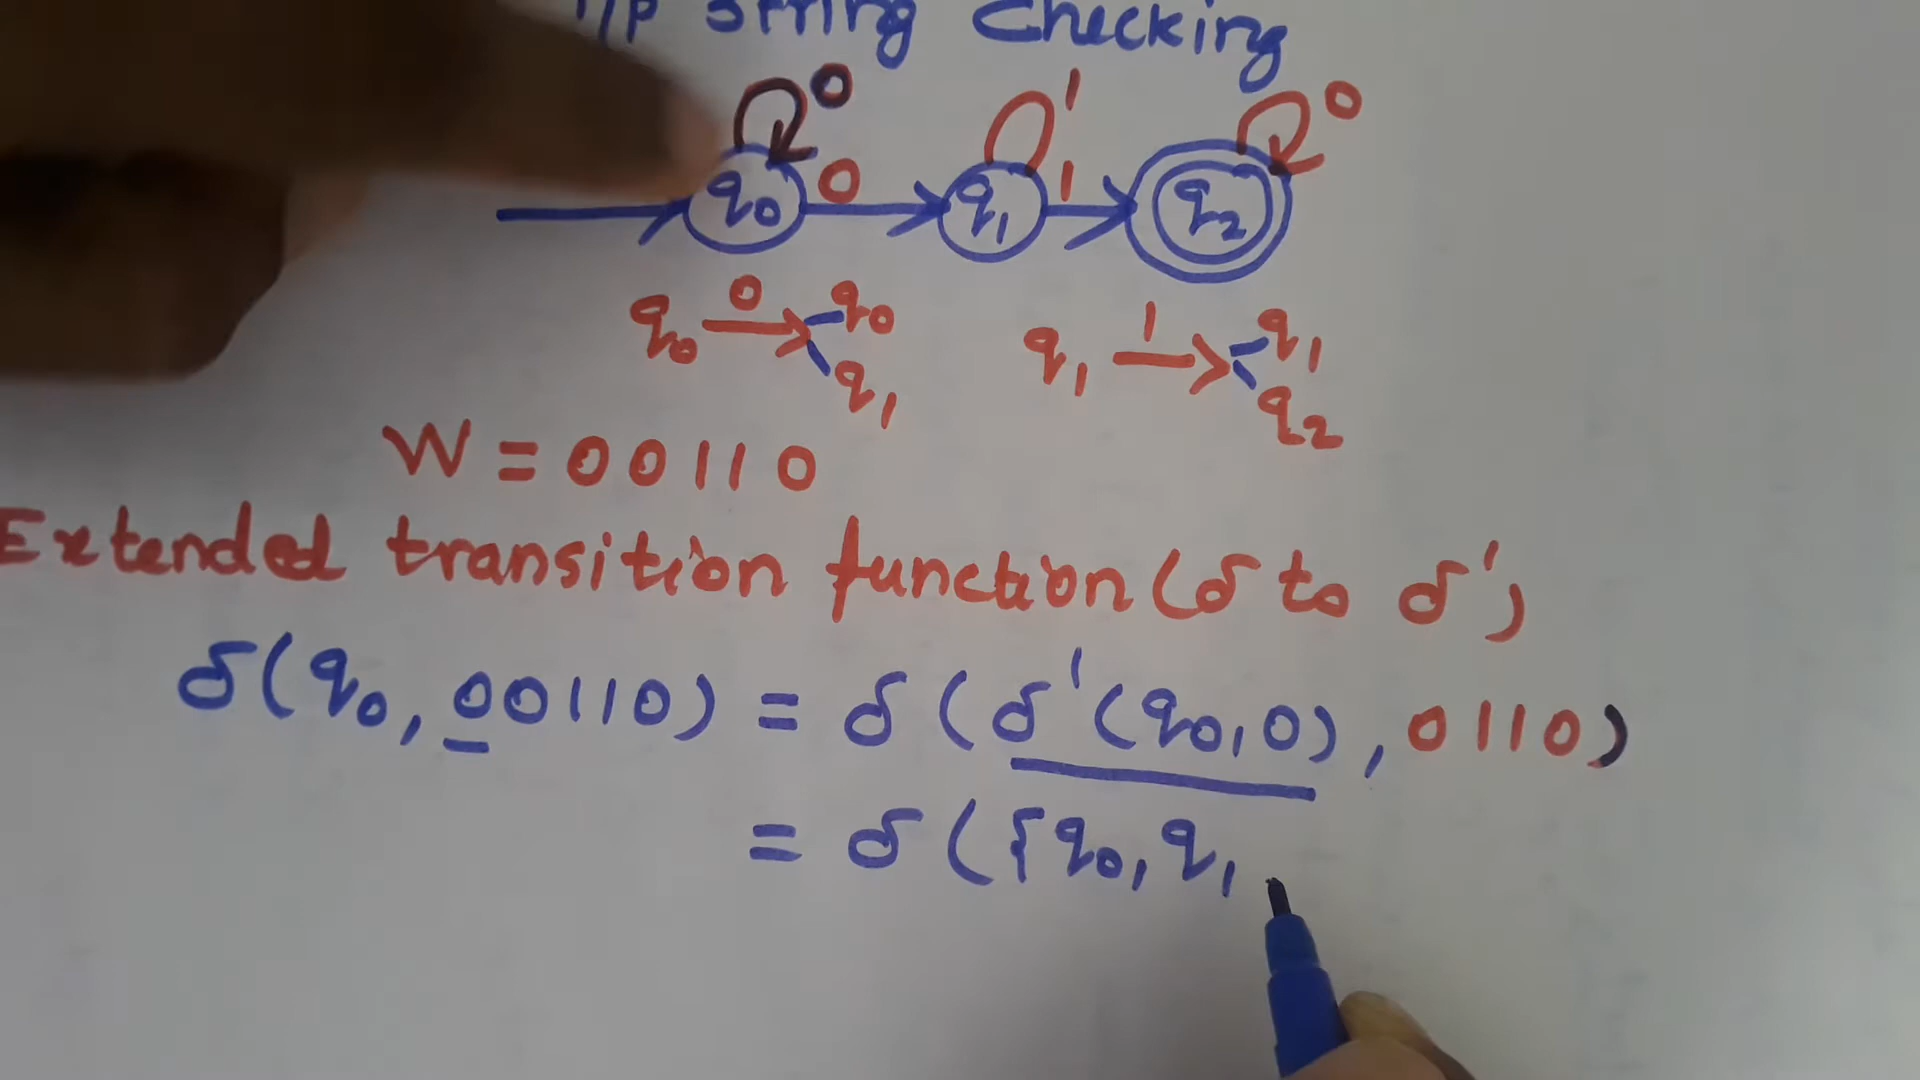 I/P String Checking
0 1 0
0 1
q0 q1 q2
q0 0 q0 q1 1 q1
q1 q2
W = 00110
Extended transition function (δ to δ')
δ(q0, 00110) = δ(δ'(q0,0), 0110)
= δ({q0, q1